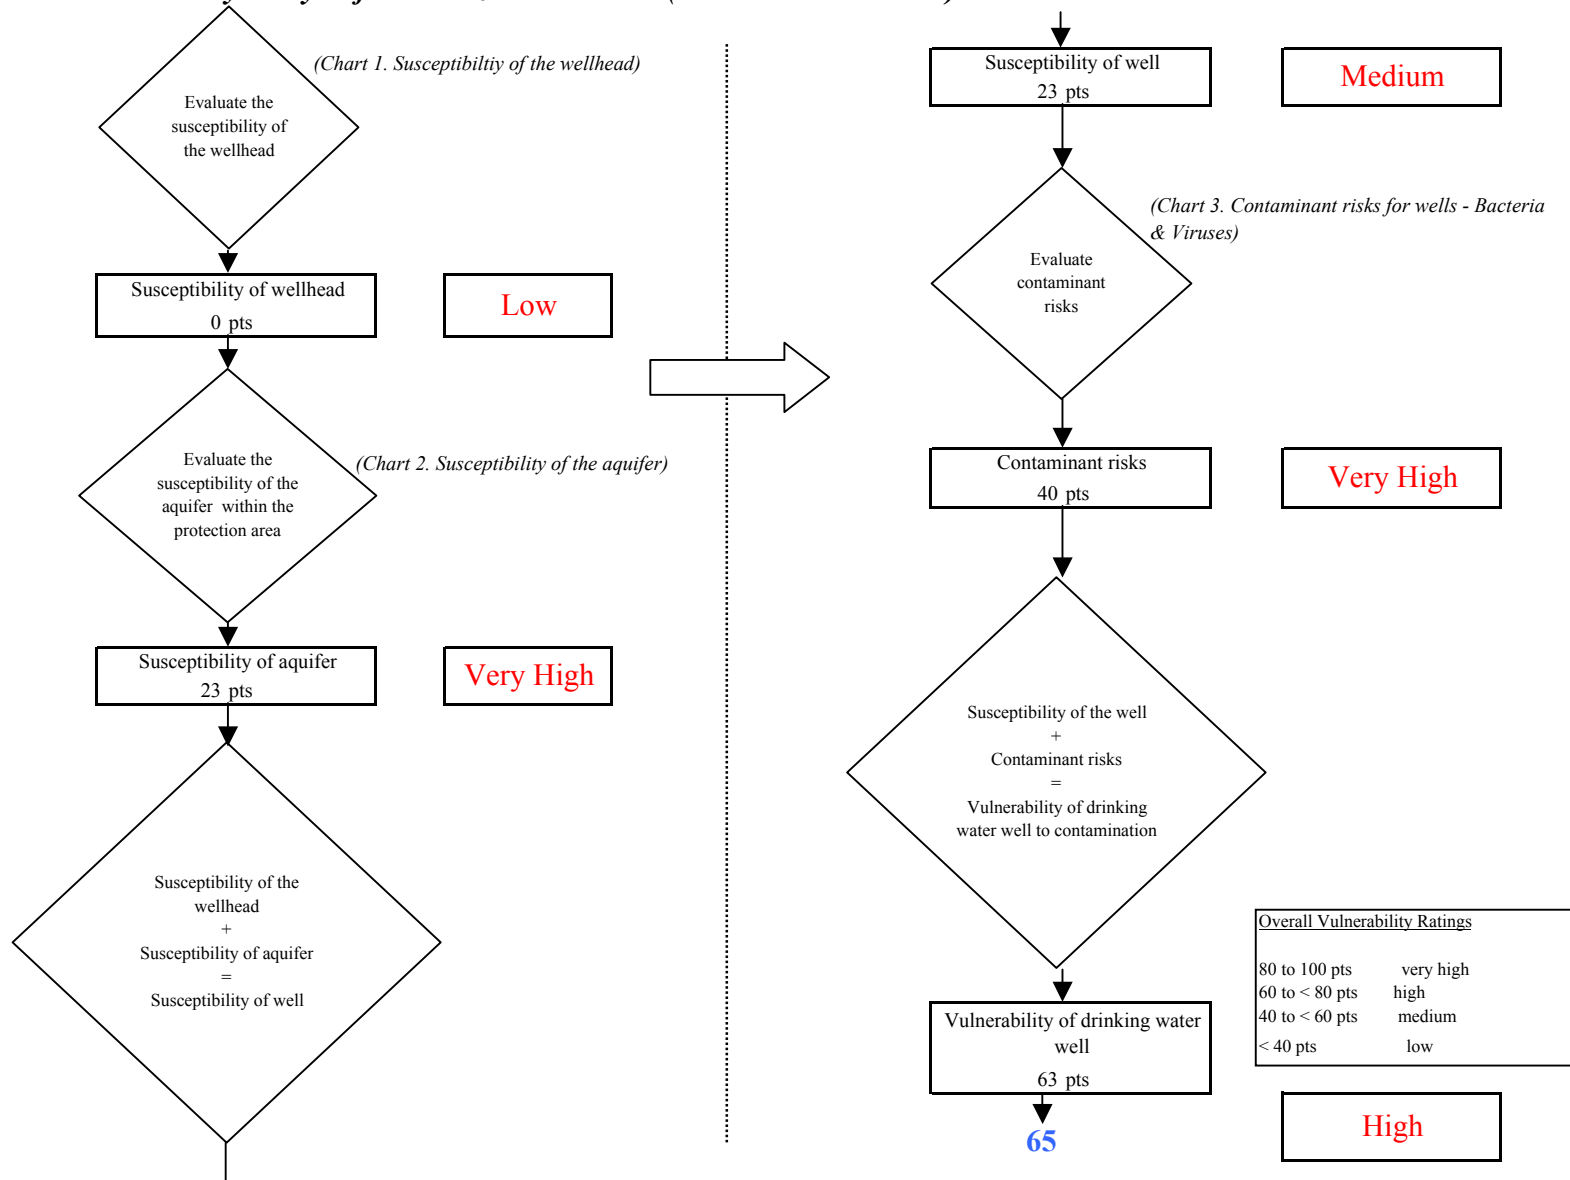 (Chart 1. Susceptibiltiy of the wellhead)
Evaluate the
susceptibility of
the wellhead
Susceptibility of wellhead
0 pts
Low
Evaluate the
susceptibility of the
aquifer within the
protection area
(Chart 2. Susceptibility of the aquifer)
Susceptibility of aquifer
23 pts
Very High
Susceptibility of the
wellhead
+
Susceptibility of aquifer
=
Susceptibility of well
Susceptibility of well
23 pts
Medium
(Chart 3. Contaminant risks for wells - Bacteria
& Viruses)
Evaluate
contaminant
risks
Contaminant risks
40 pts
Very High
Susceptibility of the well
+
Contaminant risks
=
Vulnerability of drinking
water well to contamination
Overall Vulnerability Ratings
80 to 100 pts very high
60 to < 80 pts high
40 to < 60 pts medium
< 40 pts low
Vulnerability of drinking water
well
63 pts
65
High